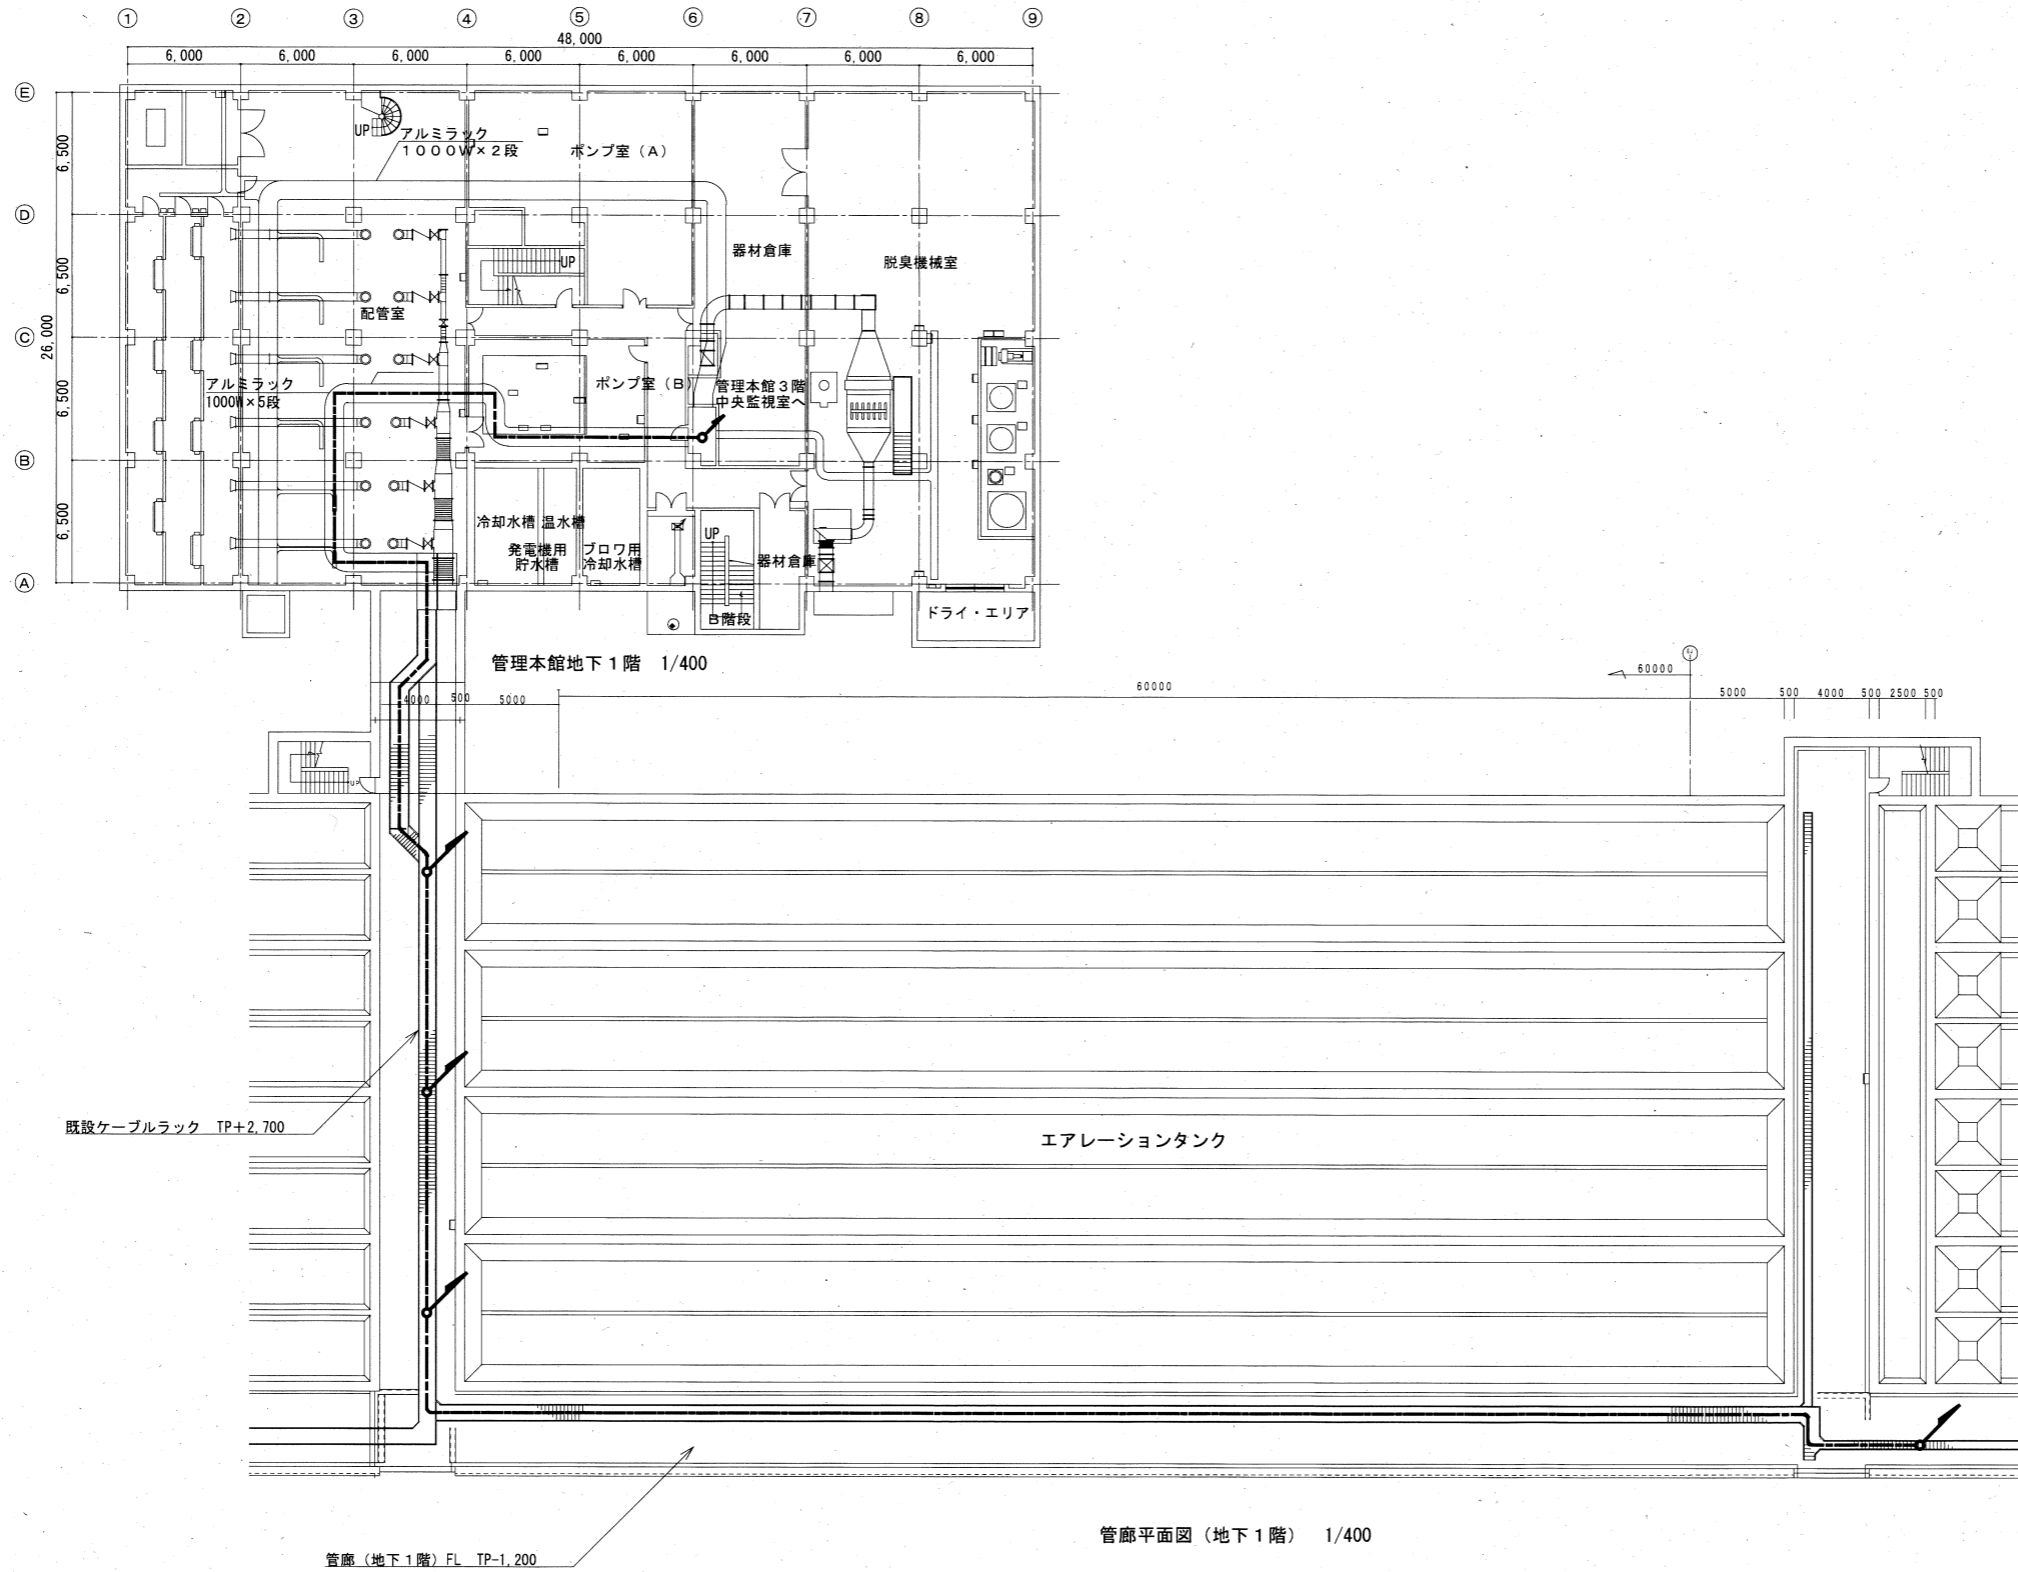 ① ② ③ ④ ⑤ ⑥ ⑦ ⑧ ⑨
48,000
6,000 6,000 6,000 6,000 6,000 6,000 6,000 6,000
Ⓔ
Ⓓ
Ⓒ
Ⓑ
Ⓐ
6,500
6,500
6,500
6,500
26,000
UP
アルミラック
1000W×2段
ポンプ室(A)
器材倉庫
脱臭機械室
UP
配管室
アルミラック
1000W×5段
ポンプ室(B)
管理本館3階
中央監視室へ
冷却水槽 温水槽
発電機用
貯水槽
ブロワ用
冷却水槽
UP
器材倉庫
B階段
ドライ・エリア
管理本館地下1階 1/400
4000 500 5000
60000
60000
5000 500 4000 500 2500 500
UP
既設ケーブルラック TP+2,700
エアレーションタンク
管廊平面図(地下1階) 1/400
管廊(地下1階)FL TP-1,200